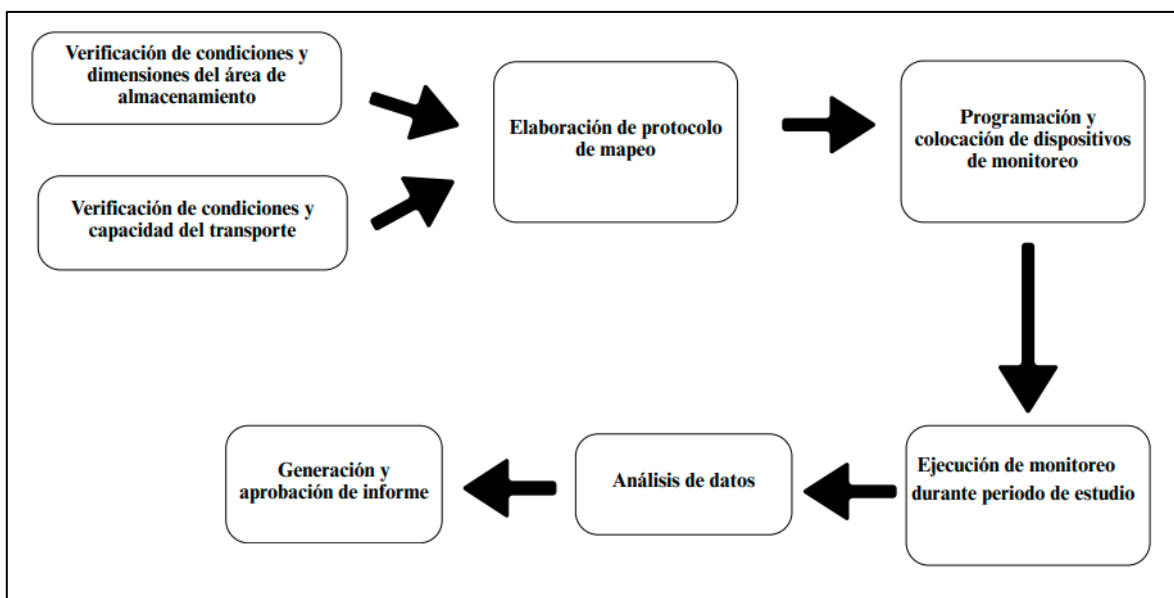 Verificación de condiciones y
dimensiones del área de
almacenamiento
Verificación de condiciones y
capacidad del transporte
Elaboración de protocolo
de mapeo
Programación y
colocación de dispositivos
de monitoreo
Ejecución de monitoreo
durante periodo de estudio
Análisis de datos
Generación y
aprobación de informe